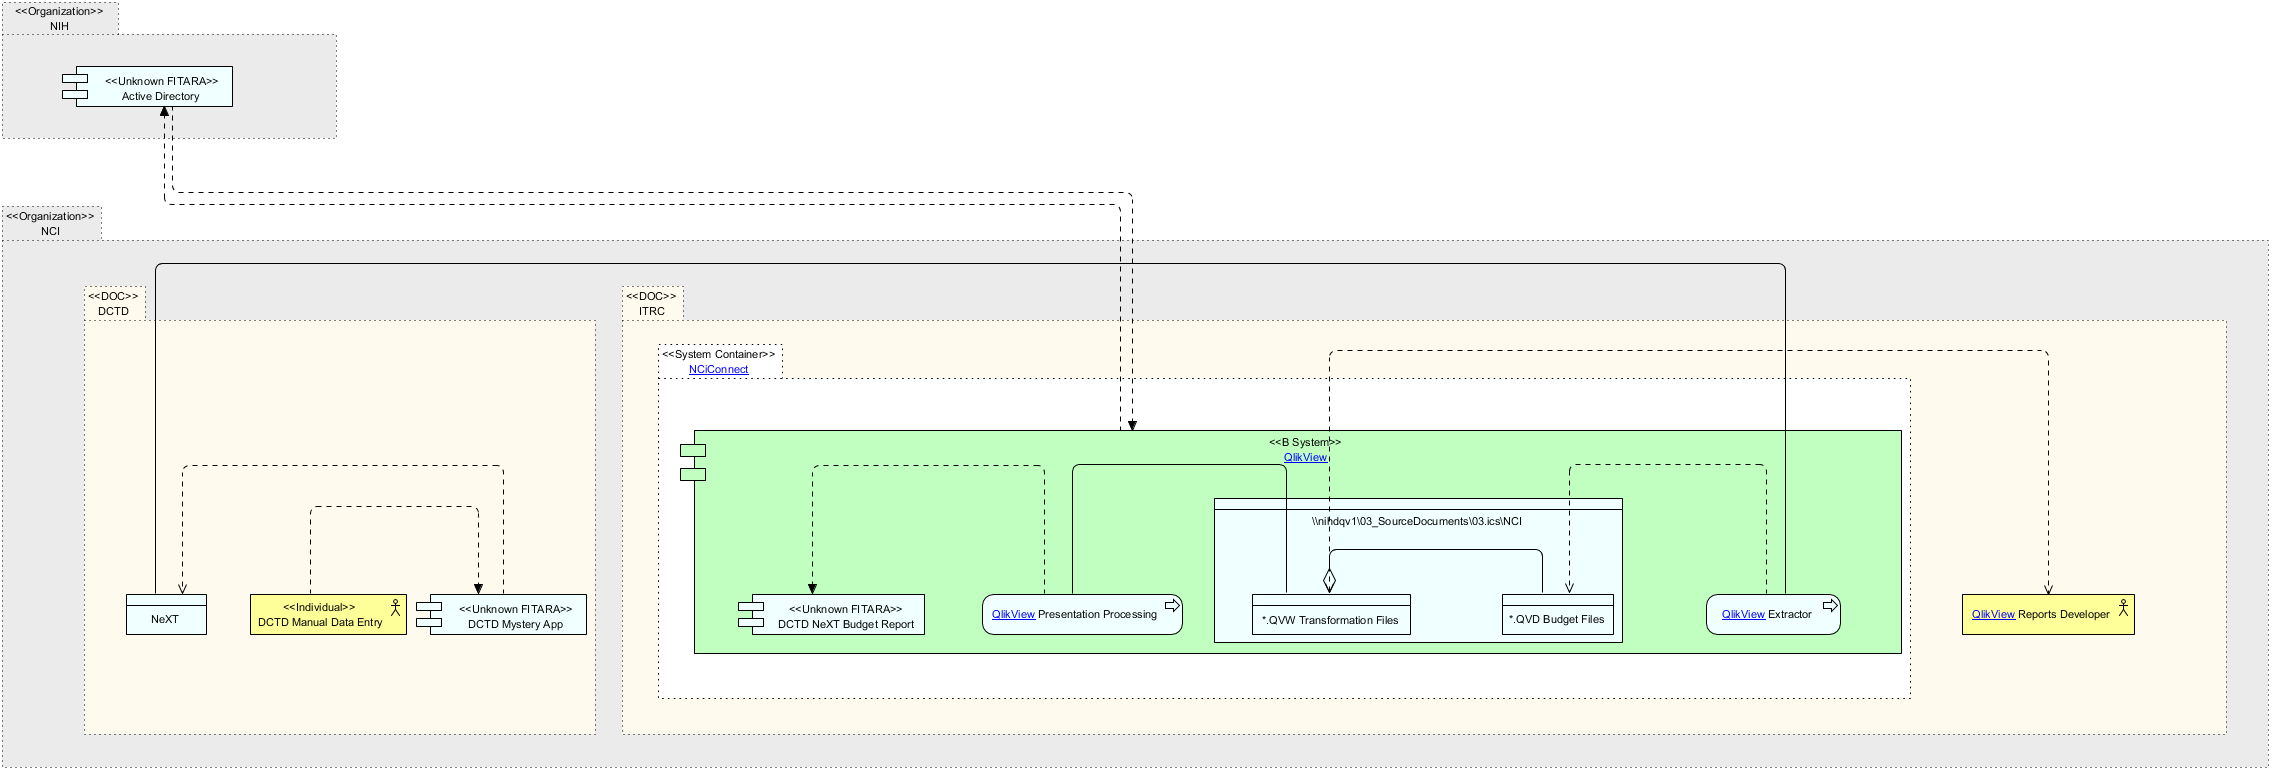 <<Organization>>
NIH
<<Unknown FITARA>>
Active Directory
<<Organization>>
NCI
<<DOC>>
DCTD
<<DOC>>
ITRC
<<System Container>>
NCiConnect
<<B System>>
QlikView
\\nihdqv1\03_SourceDocuments\03.ics\NCI
NeXT
<<Individual>>
DCTD Manual Data Entry
<<Unknown FITARA>>
DCTD Mystery App
<<Unknown FITARA>>
DCTD NeXT Budget Report
QlikView Presentation Processing
*.QVW Transformation Files
*.QVD Budget Files
QlikView Extractor
QlikView Reports Developer